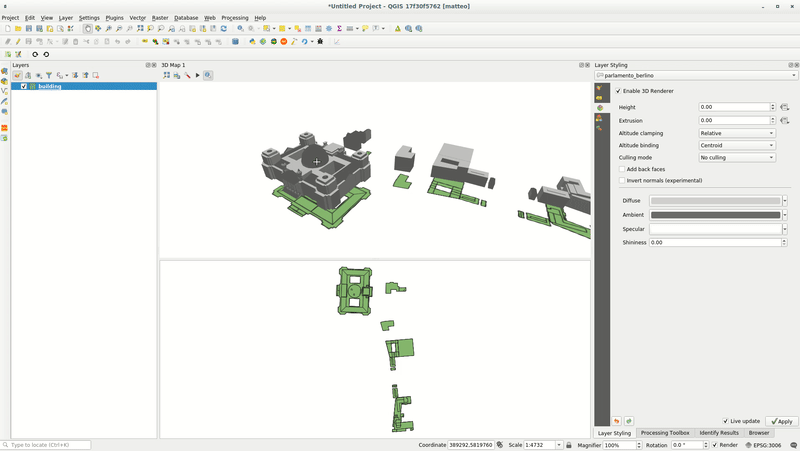 *Untitled Project - QGIS 17f30f5762 [matteo]
Project Edit View Layer Settings Plugins Vector Raster Database Web Processing Help
Layers
building
3D Map 1
Layer Styling
parlamento_berlino
Enable 3D Renderer
Height 0.00
Extrusion 0.00
Altitude clamping Relative
Altitude binding Centroid
Culling mode No culling
Add back faces
Invert normals (experimental)
Diffuse
Ambient
Specular
Shininess 0.00
Live update Apply
Layer Styling Processing Toolbox Identify Results Browser
Type to locate (Ctrl+K) Coordinate 389292,5819760 Scale 1:4732 Magnifier 100% Rotation 0.0 ° Render EPSG:3006